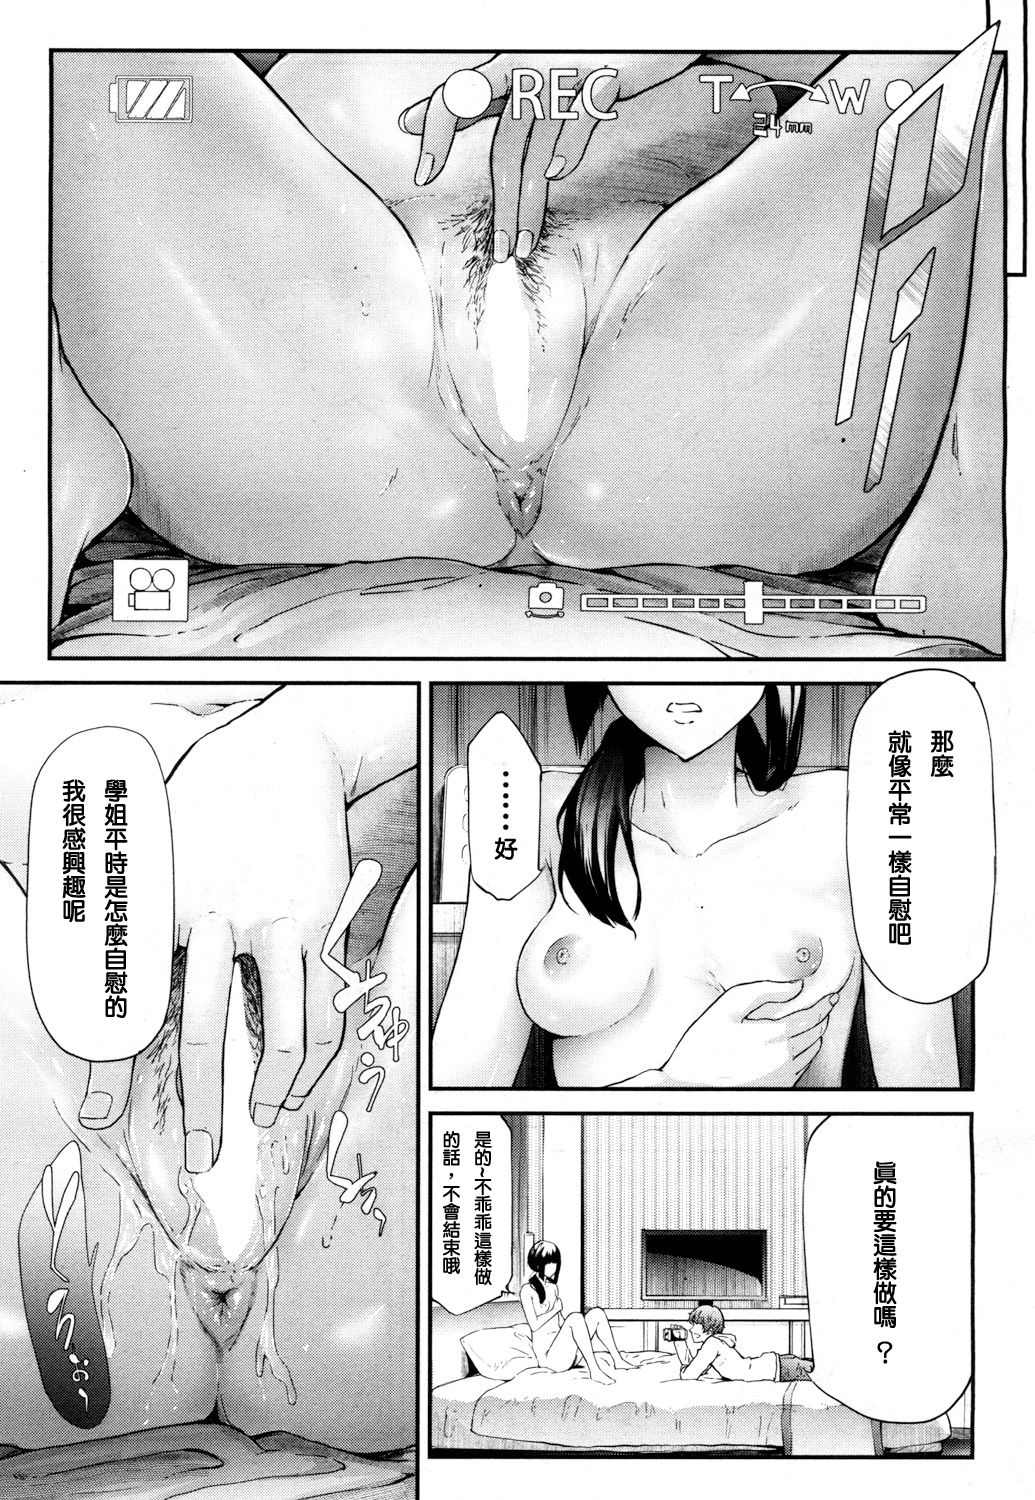 REC
T W
24mm
那麼
就像平常一樣自慰吧
……好
學姐平時是怎麼自慰的
我很感興趣呢
眞的要這樣做嗎？
是的~不乖乖這樣做
的話，不會結束哦